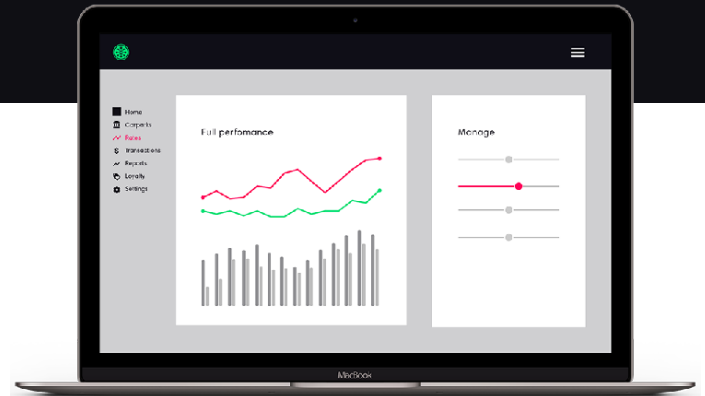 Home
Carparks
Rates
Transactions
Reports
Loyalty
Settings
Full perfomance
Manage
MacBook